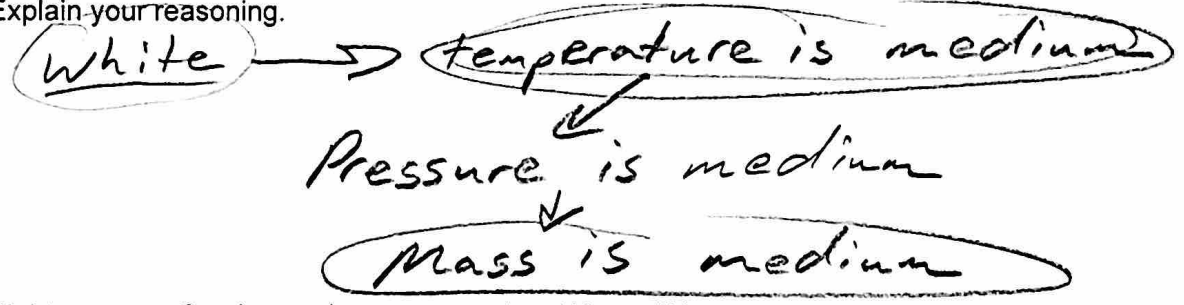 Explain your reasoning.
White → temperature is medium
Pressure is medium
Mass is medium